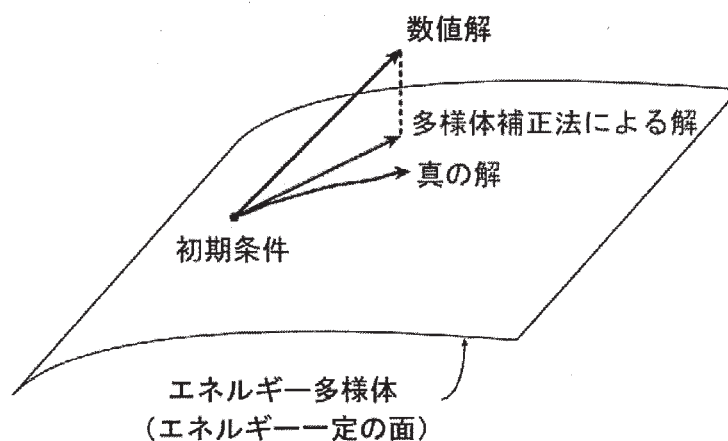 数値解
多様体補正法による解
真の解
初期条件
エネルギー多様体
(エネルギー一定の面)